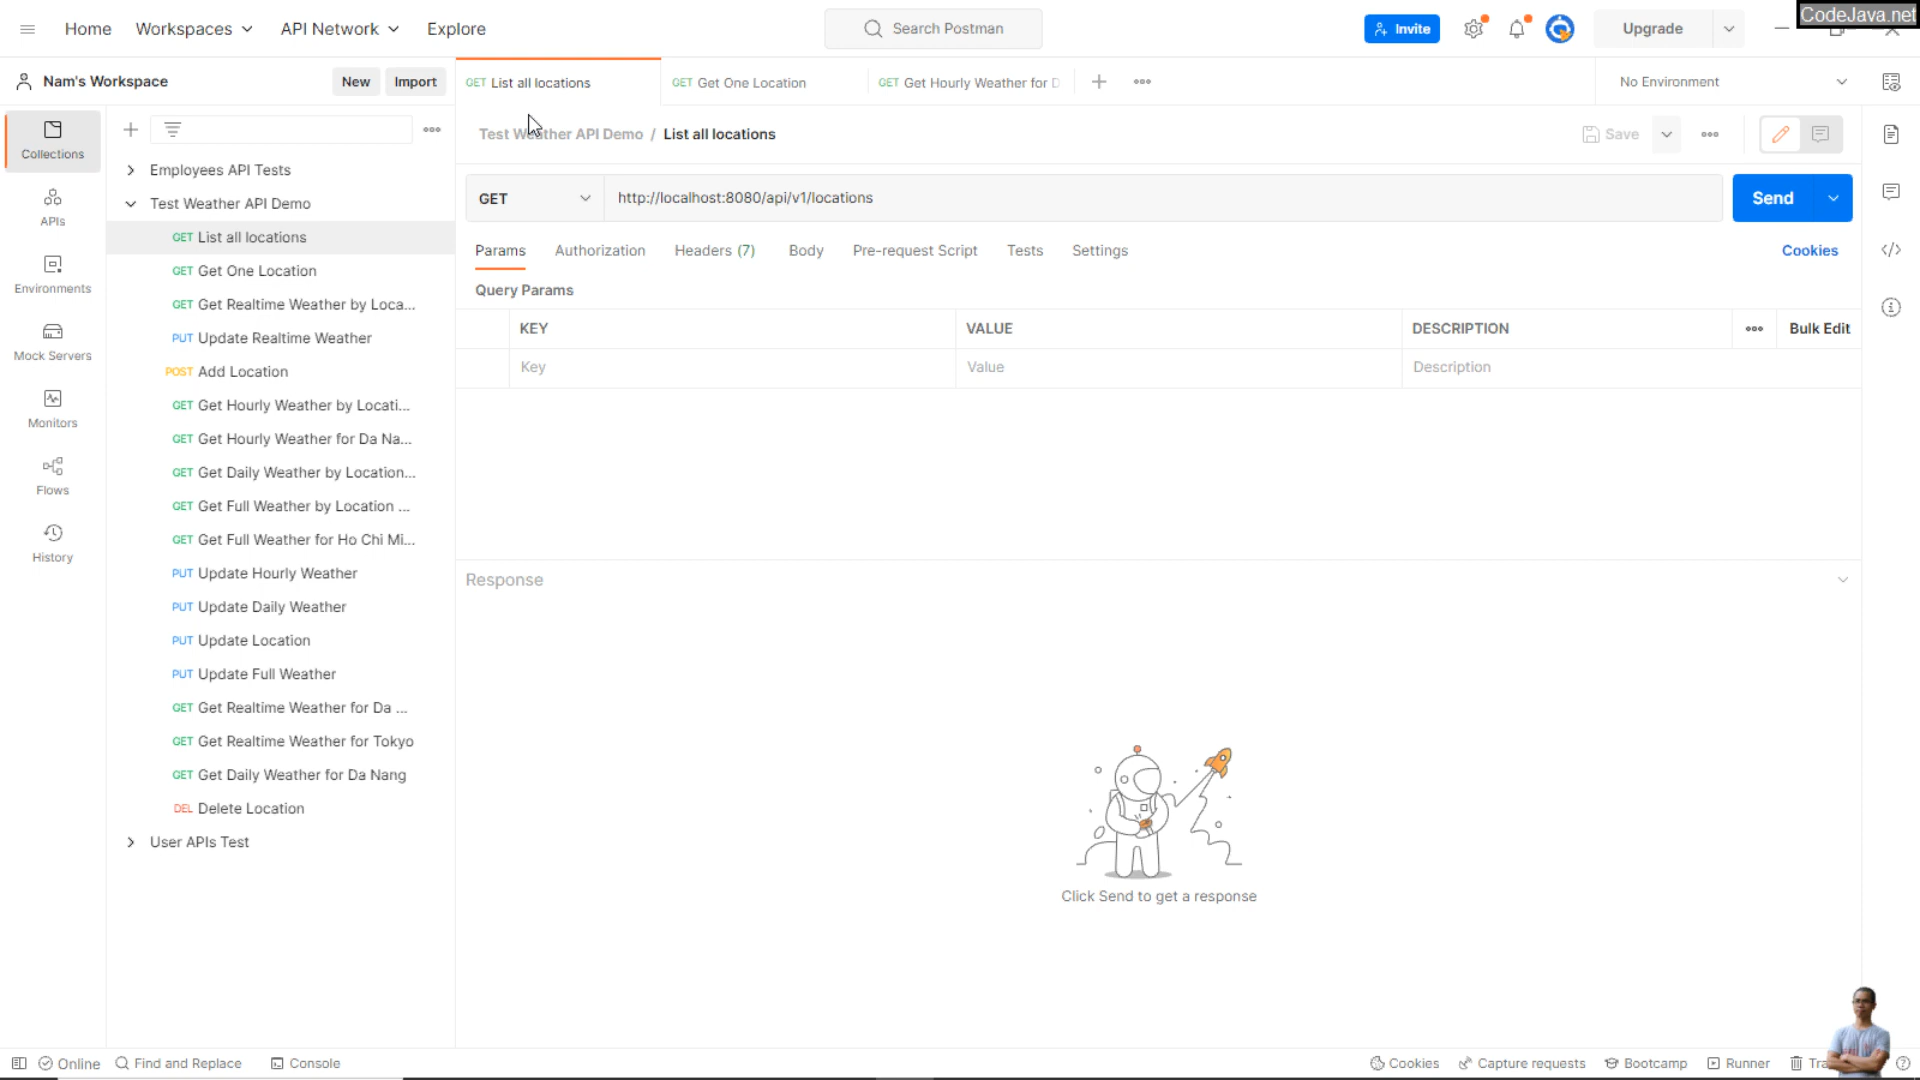 Home Workspaces API Network Explore
Search Postman
Invite
Upgrade
CodeJava.net
Nam's Workspace
New Import
GET List all locations
GET Get One Location
GET Get Hourly Weather for D
No Environment
Collections
APIs
Environments
Mock Servers
Monitors
Flows
History
Employees API Tests
Test Weather API Demo
GET List all locations
GET Get One Location
GET Get Realtime Weather by Loca...
PUT Update Realtime Weather
POST Add Location
GET Get Hourly Weather by Locati...
GET Get Hourly Weather for Da Na...
GET Get Daily Weather by Location...
GET Get Full Weather by Location ...
GET Get Full Weather for Ho Chi Mi...
PUT Update Hourly Weather
PUT Update Daily Weather
PUT Update Location
PUT Update Full Weather
GET Get Realtime Weather for Da ...
GET Get Realtime Weather for Tokyo
GET Get Daily Weather for Da Nang
DEL Delete Location
User APIs Test
Test Weather API Demo / List all locations
Save
GET http://localhost:8080/api/v1/locations
Send
Params Authorization Headers (7) Body Pre-request Script Tests Settings
Cookies
Query Params
KEY VALUE DESCRIPTION
Bulk Edit
Key Value Description
Response
Click Send to get a response
Online Find and Replace Console
Cookies Capture requests Bootcamp Runner